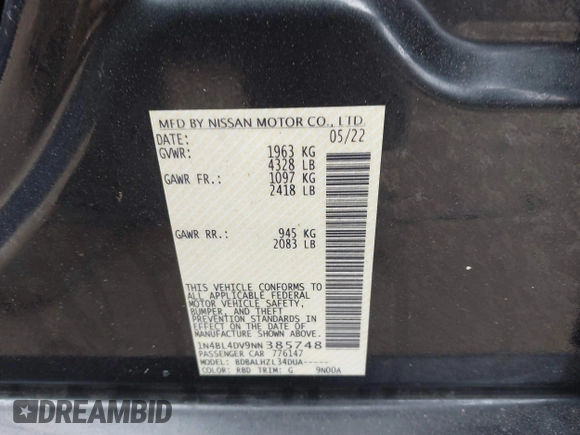 MFD BY NISSAN MOTOR CO., LTD.
DATE: 05/22
GVWR: 1963 KG
4328 LB
GAWR FR.: 1097 KG
2418 LB
GAWR RR.: 945 KG
2083 LB
THIS VEHICLE CONFORMS TO
ALL APPLICABLE FEDERAL
MOTOR VEHICLE SAFETY,
BUMPER, AND THEFT
PREVENTION STANDARDS
IN EFFECT ON THE DATE OF
MANUFACTURE SHOWN ABOVE.
1N4BL4DV9NN385748
PASSENGER CAR 776147
MODEL: BDBALHZL34DUA-----
COLOR: RBD TRIM: G 9N00A
DREAMBID
DREAMBID.COM